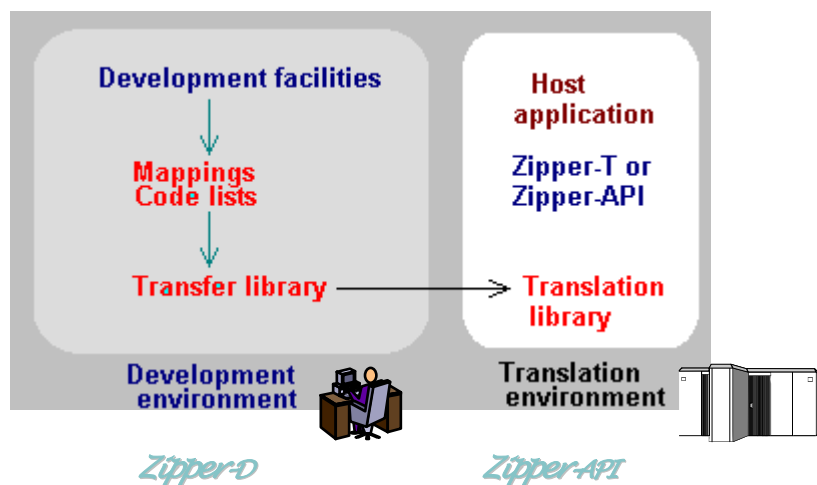 Development facilities
Mappings
Code lists
Transfer library
Development
environment
Host
application
Zipper-T or
Zipper-API
Translation
library
Translation
environment
Zipper-D
Zipper-API